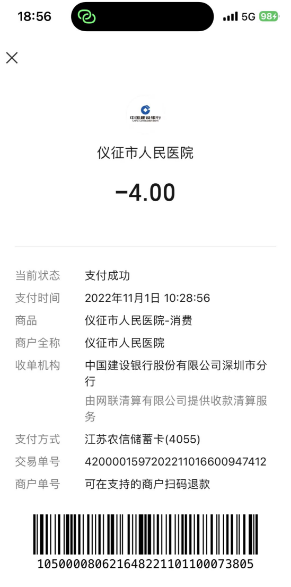 18:56
5G
98
中国建设银行
仪征市人民医院
-4.00
当前状态 支付成功
支付时间 2022年11月1日 10:28:56
商品 仪征市人民医院-消费
商户全称 仪征市人民医院
收单机构 中国建设银行股份有限公司深圳市分
行
由网联清算有限公司提供收款清算服
务
支付方式 江苏农信储蓄卡(4055)
交易单号 4200001597202211016600947412
商户单号 可在支持的商户扫码退款
105000080621648221101100073805